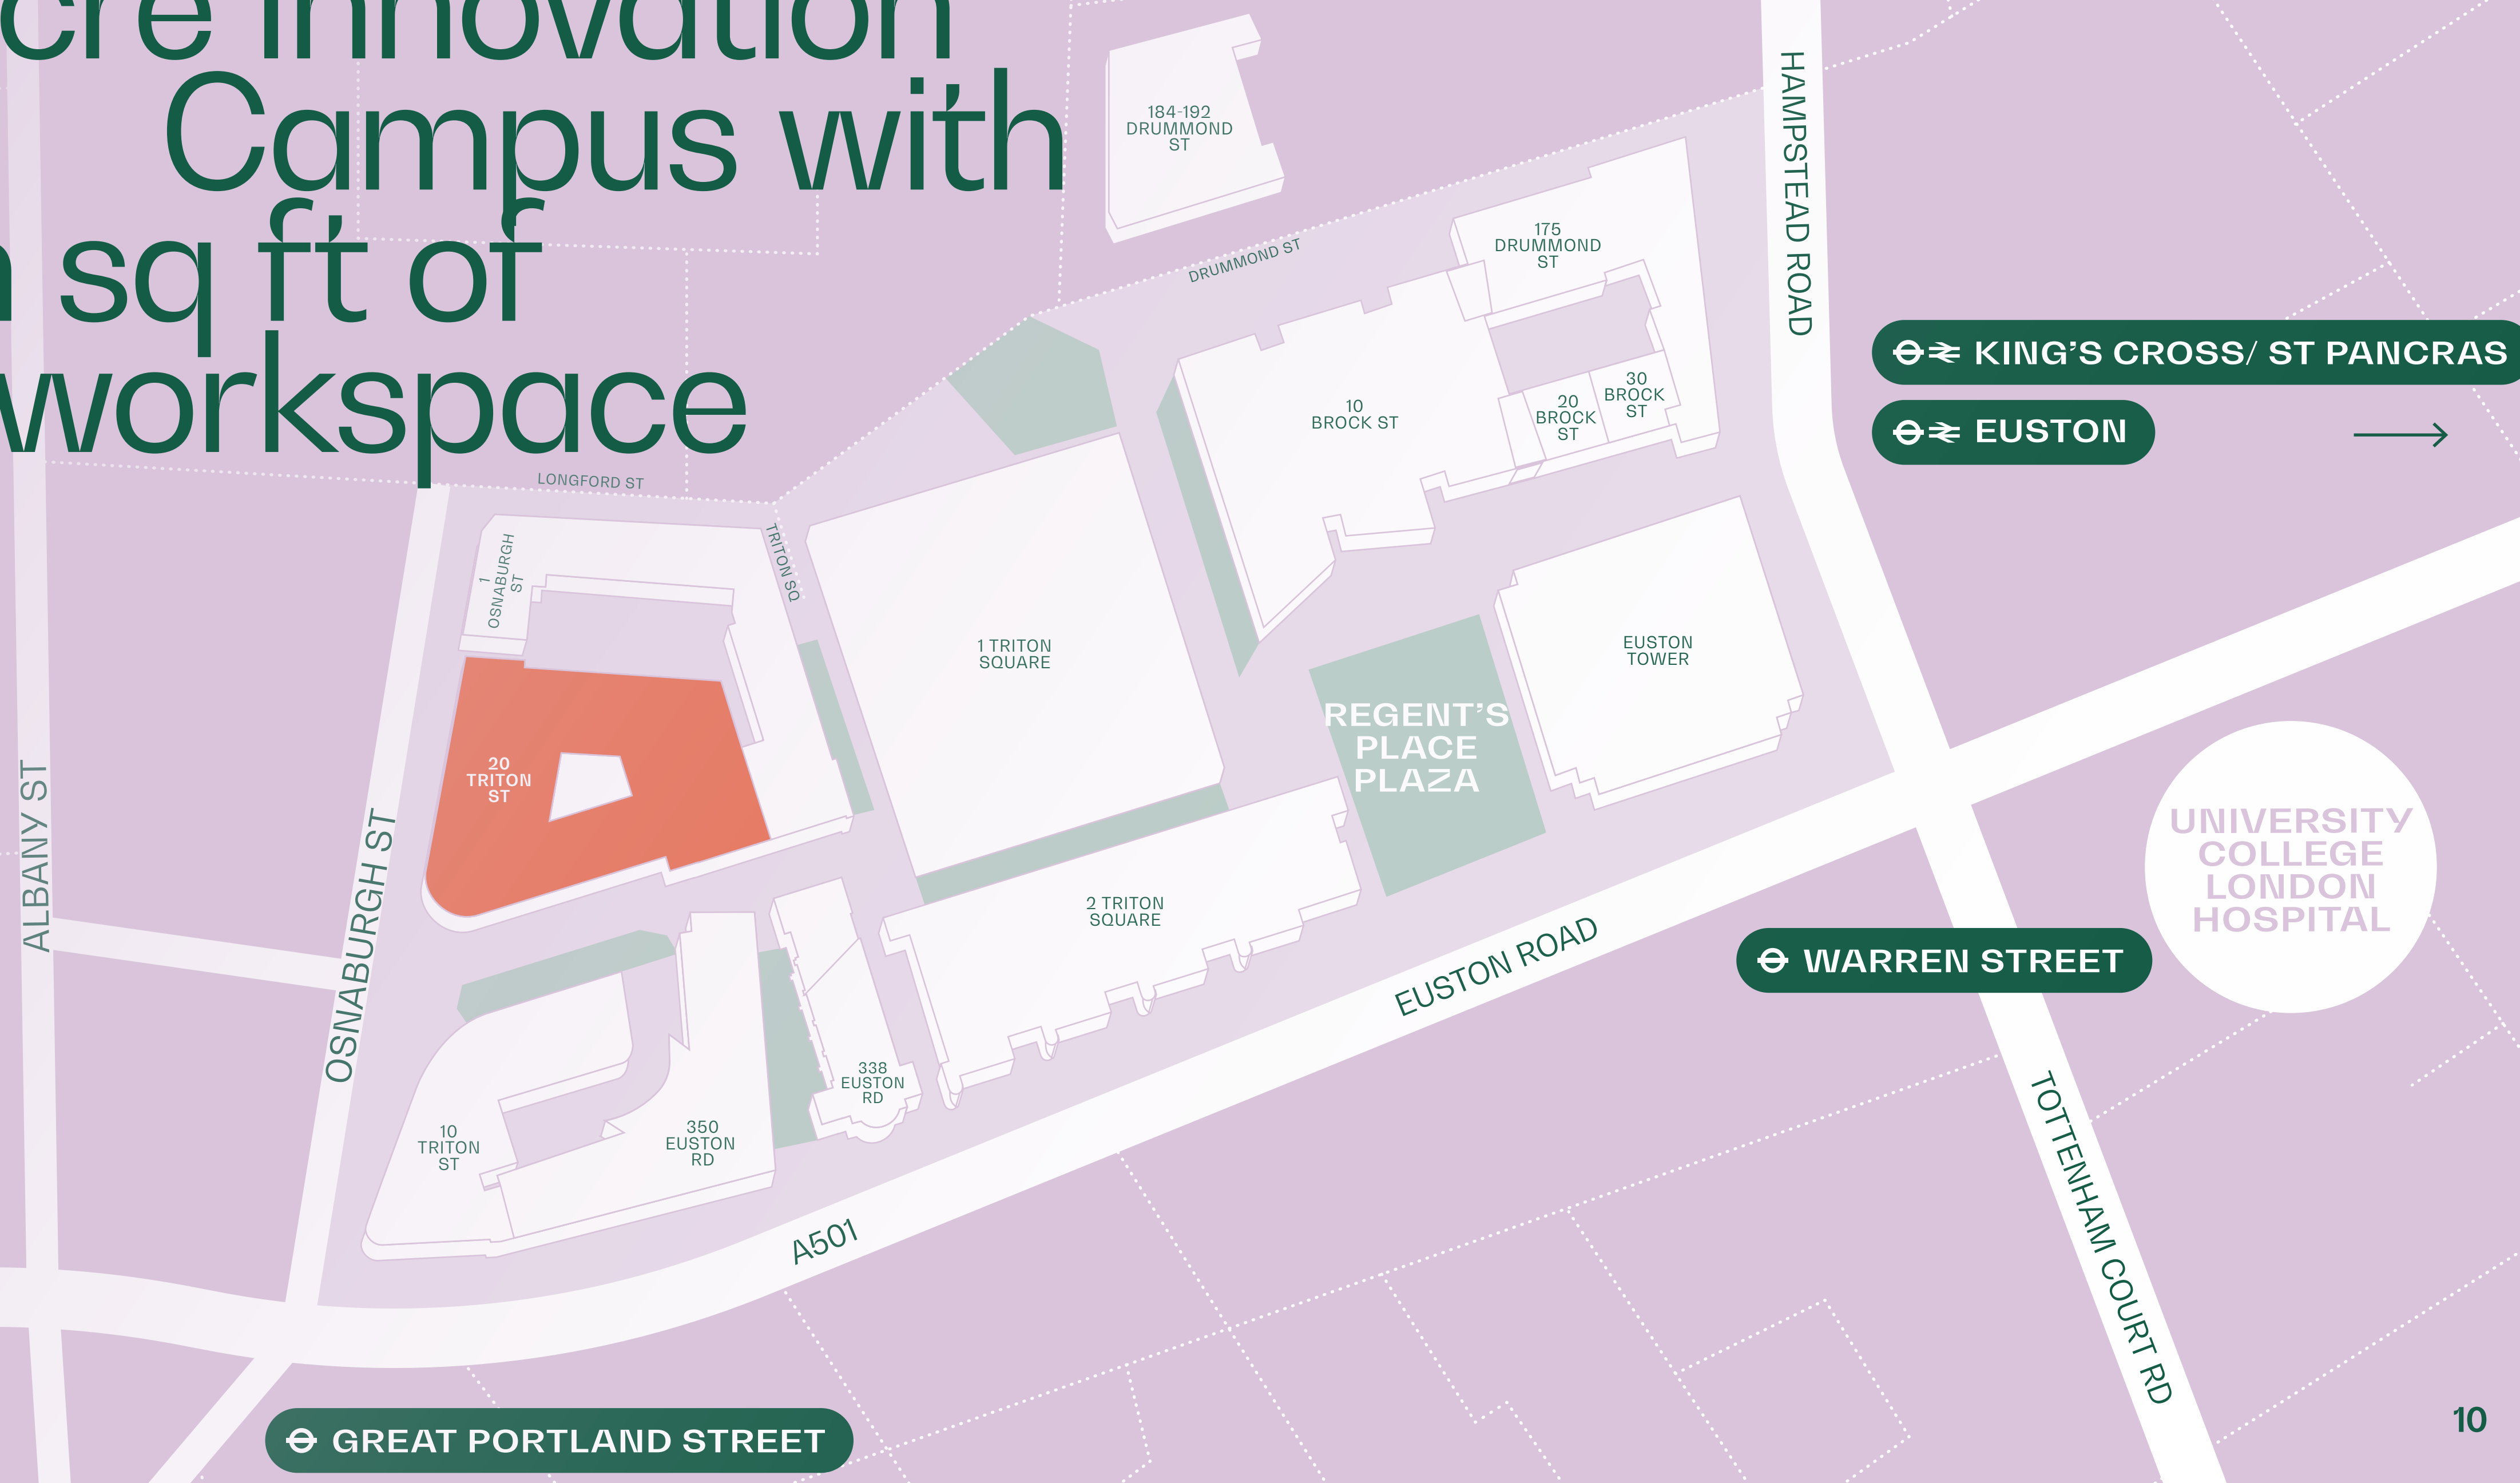 cre Innovation
Campus with
n sq ft of
workspace
184-192
DRUMMOND
ST
DRUMMOND ST
175
DRUMMOND
ST
HAMPSTEAD ROAD
KING'S CROSS/ ST PANCRAS
EUSTON
10
BROCK ST
20
BROCK
ST
30
BROCK
ST
LONGFORD ST
TRITON SQ
1
OSNABURGH
ST
1 TRITON
SQUARE
EUSTON
TOWER
REGENT'S
PLACE
PLAZA
20
TRITON
ST
ALBANY ST
OSNABURGH ST
2 TRITON
SQUARE
UNIVERSITY
COLLEGE
LONDON
HOSPITAL
WARREN STREET
EUSTON ROAD
338
EUSTON
RD
350
EUSTON
RD
10
TRITON
ST
A501
TOTTENHAM COURT RD
GREAT PORTLAND STREET
10